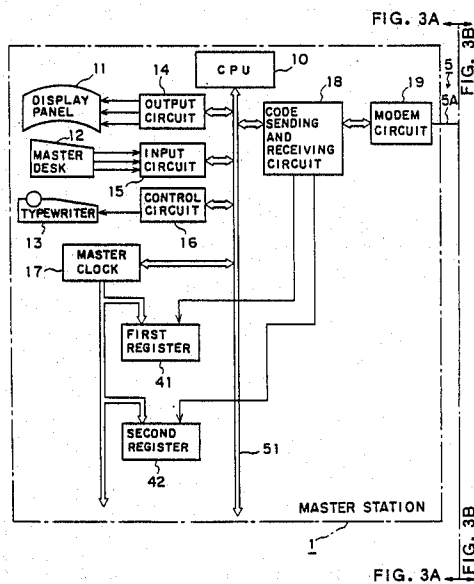 FIG. 3A
FIG. 3B
11
DISPLAY
PANEL
14
OUTPUT
CIRCUIT
CPU
10
18
CODE
SENDING
AND
RECEIVING
CIRCUIT
19
MODEM
CIRCUIT
5
5A
12
MASTER
DESK
INPUT
CIRCUIT
15
TYPEWRITER
13
CONTROL
CIRCUIT
16
17
MASTER
CLOCK
FIRST
REGISTER
41
SECOND
REGISTER
42
51
MASTER STATION
1
FIG. 3B
FIG. 3A